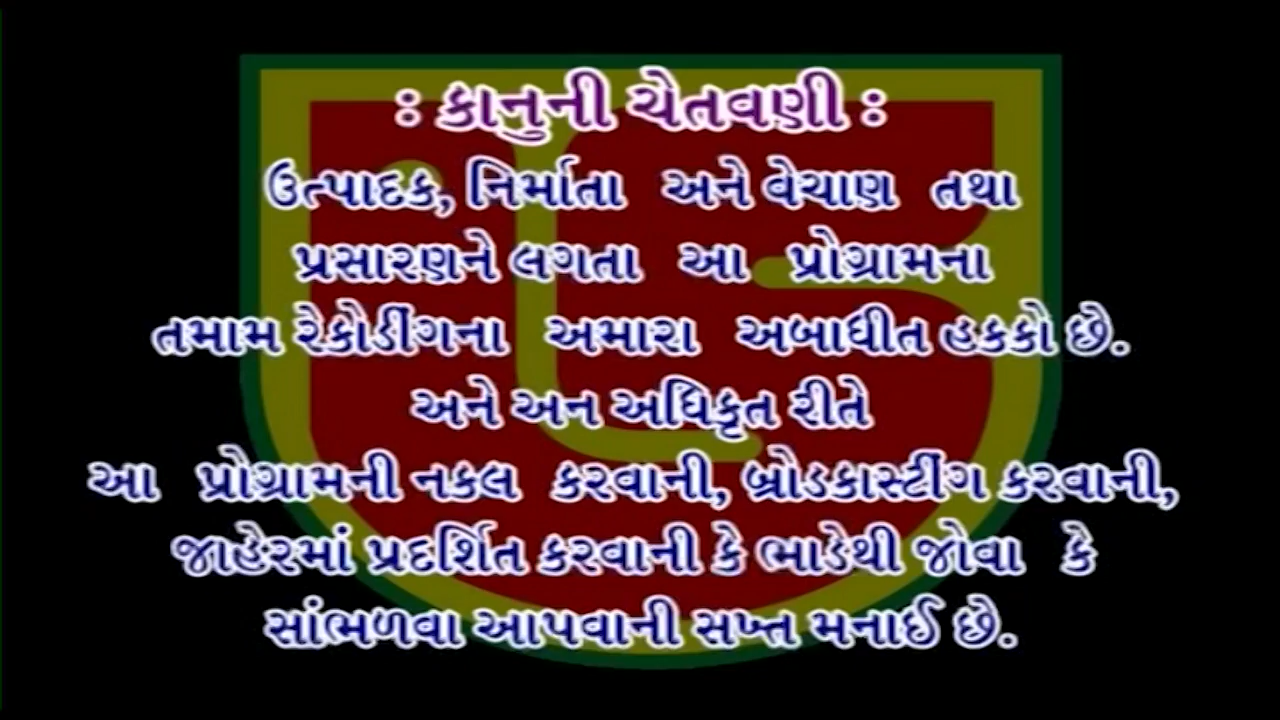 : કાનુની ચેતવણી :
ઉત્પાદક, નિર્માતા અને વેચાણ તથા
પ્રસારણને લગતા આ પ્રોગ્રામના
તમામ રેકોર્ડીંગના અમારા અબાધીત હકકો છે.
અને અન અધિકૃત રીતે
આ પ્રોગ્રામની નકલ કરવાની, બ્રોડકાસ્ટીંગ કરવાની,
જાહેરમાં પ્રદર્શિત કરવાની કે ભાડેથી જોવા કે
સાંભળવા આપવાની સખ્ત મનાઈ છે.